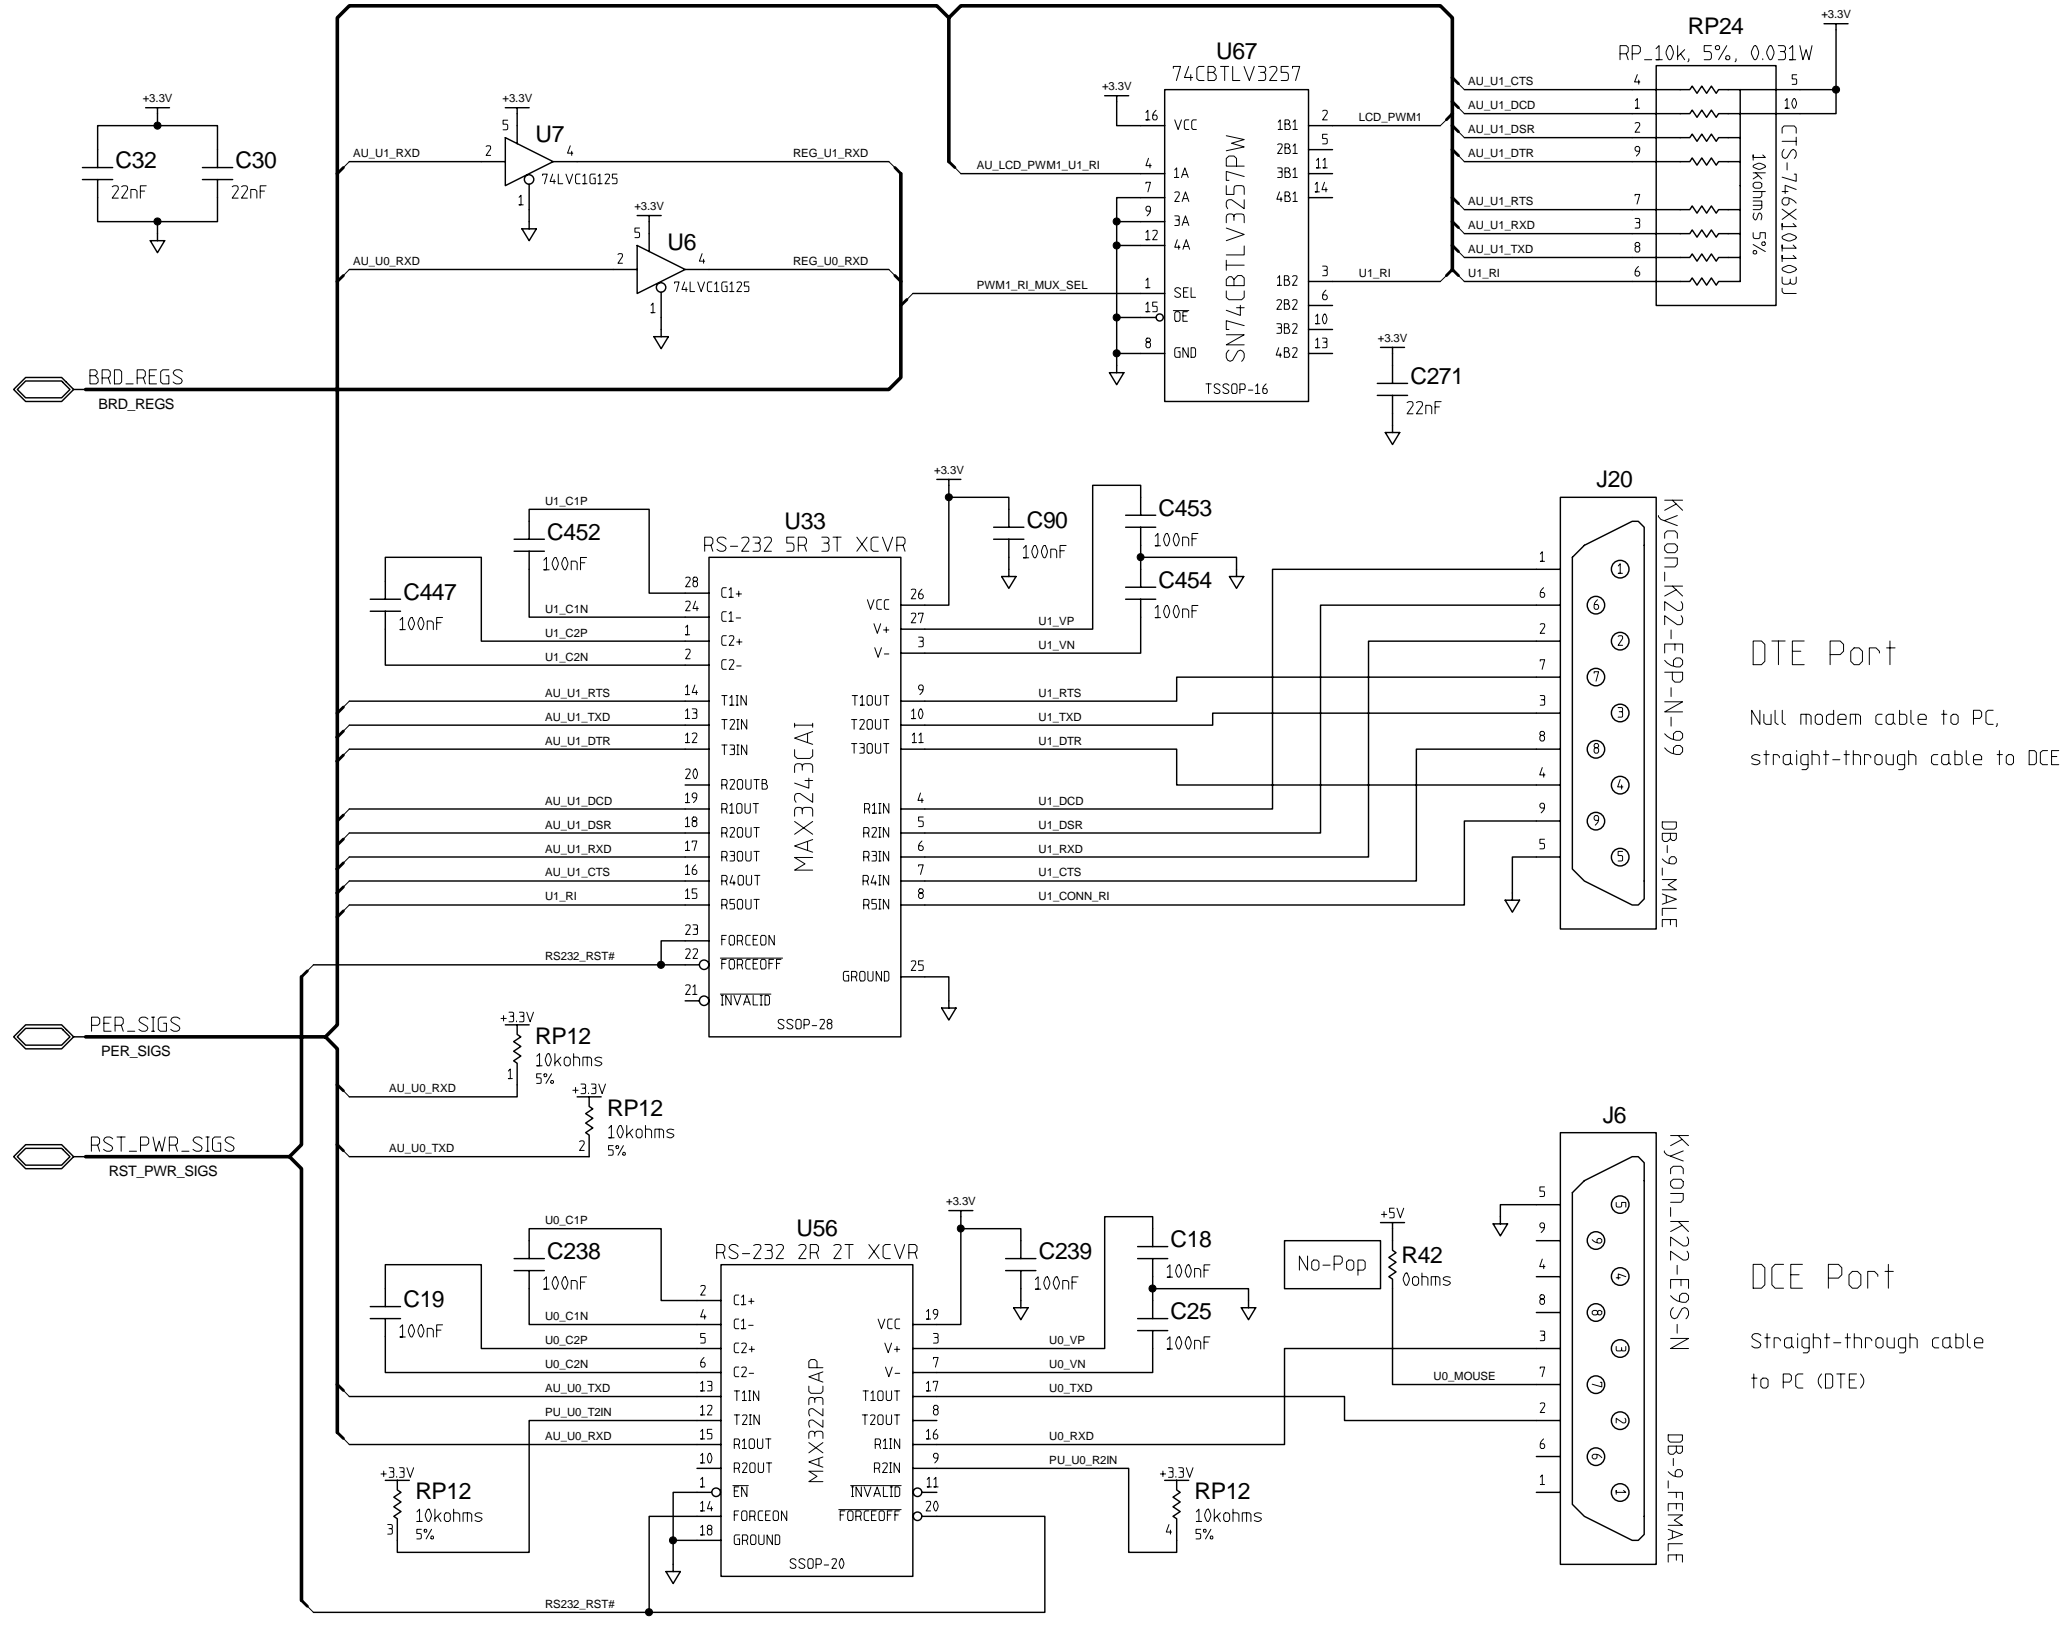 RP24
RP_10k, 5%, 0.031W
+3.3V
AU_U1_CTS 4 5
AU_U1_DCD 1 10
AU_U1_DSR 2
AU_U1_DTR 9
AU_U1_RTS 7
AU_U1_RXD 3
AU_U1_TXD 8
U1_RI 6
10kohms 5%
CTS-746X101103J
U67
74CBTLV3257
+3.3V
16 VCC 1B1 2 LCD_PWM1
2B1 5
AU_LCD_PWM1_U1_RI 4 1A 3B1 11
7 2A 4B1 14
9 3A
12 4A
1B2 3 U1_RI
PWM1_RI_MUX_SEL 1 SEL 2B2 6
15 OE 3B2 10
8 GND 4B2 13
SN74CBTLV3257PW
TSSOP-16
+3.3V
C271
22nF
+3.3V
C32
22nF
C30
22nF
+3.3V
5
U7
AU_U1_RXD 2 4 REG_U1_RXD
74LVC1G125
1
+3.3V
5
U6
AU_U0_RXD 2 4 REG_U0_RXD
74LVC1G125
1
BRD_REGS
BRD_REGS
U1_C1P
C452
100nF
C447
100nF
U1_C1N
U1_C2P
U1_C2N
U33
RS-232 5R 3T XCVR
+3.3V
C90
100nF
C453
100nF
C454
100nF
28 C1+
24 C1- VCC 26
1 C2+ V+ 27 U1_VP
2 C2- V- 3 U1_VN
AU_U1_RTS 14 T1IN T1OUT 9 U1_RTS
AU_U1_TXD 13 T2IN T2OUT 10 U1_TXD
AU_U1_DTR 12 T3IN T3OUT 11 U1_DTR
20 R2OUTB
AU_U1_DCD 19 R1OUT R1IN 4 U1_DCD
AU_U1_DSR 18 R2OUT R2IN 5 U1_DSR
AU_U1_RXD 17 R3OUT R3IN 6 U1_RXD
AU_U1_CTS 16 R4OUT R4IN 7 U1_CTS
U1_RI 15 R5OUT R5IN 8 U1_CONN_RI
23 FORCEON
RS232_RST# 22 FORCEOFF
GROUND 25
21 INVALID
MAX3243CAI
SSOP-28
J20
1 1
6 6
2 2
7 7
3 3
8 8
4 4
9 9
5 5
Kycon_K22-E9P-N-99
DB-9_MALE
DTE Port
Null modem cable to PC,
straight-through cable to DCE
PER_SIGS
PER_SIGS
+3.3V
RP12
10kohms
5%
1
AU_U0_RXD
+3.3V
RP12
10kohms
5%
2
AU_U0_TXD
RST_PWR_SIGS
RST_PWR_SIGS
U0_C1P
C238
100nF
C19
100nF
U0_C1N
U0_C2P
U0_C2N
U56
RS-232 2R 2T XCVR
+3.3V
C239
100nF
C18
100nF
C25
100nF
2 C1+
4 C1- VCC 19
5 C2+ V+ 3 U0_VP
6 C2- V- 7 U0_VN
AU_U0_TXD 13 T1IN T1OUT 17 U0_TXD
PU_U0_T2IN 12 T2IN T2OUT 8
AU_U0_RXD 15 R1OUT R1IN 16 U0_RXD
10 R2OUT R2IN 9 PU_U0_R2IN
1 EN INVALID 11
14 FORCEON FORCEOFF 20
18 GROUND
MAX3223CAP
SSOP-20
+3.3V
RP12
10kohms
5%
3
+3.3V
RP12
10kohms
5%
4
RS232_RST#
No-Pop
+5V
R42
0ohms
U0_MOUSE
J6
5 5
9 9
4 4
8 8
3 3
7 7
2 2
6 6
1 1
Kycon_K22-E9S-N
DB-9_FEMALE
DCE Port
Straight-through cable
to PC (DTE)